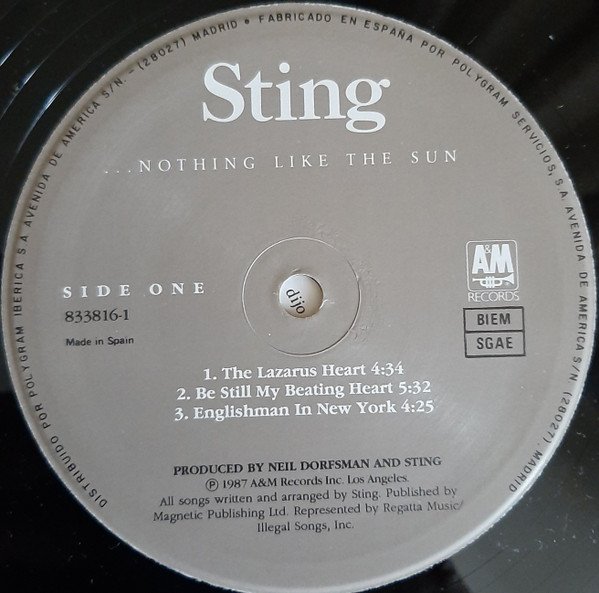 DISTRIBUIDO POR POLYGRAM IBERICA S.A. AVENIDA DE AMERICA S/N. - (28027) MADRID • FABRICADO EN ESPAÑA POR POLYGRAM SERVICIOS, S.A. AVENIDA DE AMERICA S/N (28027). MADRID
Sting
...NOTHING LIKE THE SUN
SIDE ONE
833816-1
Made in Spain
A&M
RECORDS
BIEM
SGAE
dijo
1. The Lazarus Heart 4:34
2. Be Still My Beating Heart 5:32
3. Englishman In New York 4:25
PRODUCED BY NEIL DORFSMAN AND STING
℗ 1987 A&M Records Inc. Los Angeles.
All songs written and arranged by Sting. Published by
Magnetic Publishing Ltd. Represented by Regatta Music/
Illegal Songs, Inc.